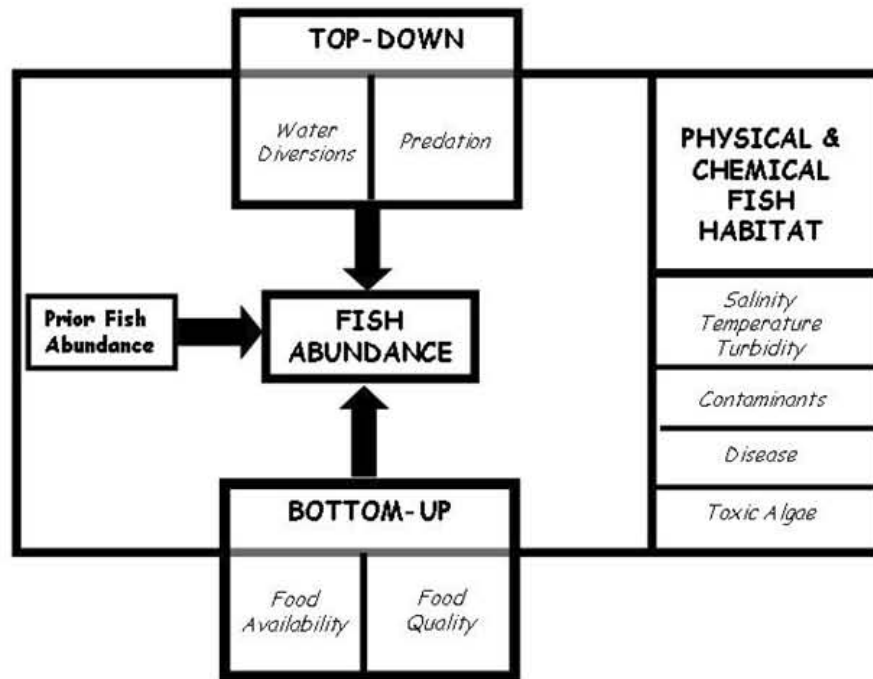 TOP-DOWN
Water
Diversions
Predation
PHYSICAL &
CHEMICAL
FISH
HABITAT
Prior Fish
Abundance
FISH
ABUNDANCE
Salinity
Temperature
Turbidity
Contaminants
Disease
Toxic Algae
BOTTOM-UP
Food
Availability
Food
Quality